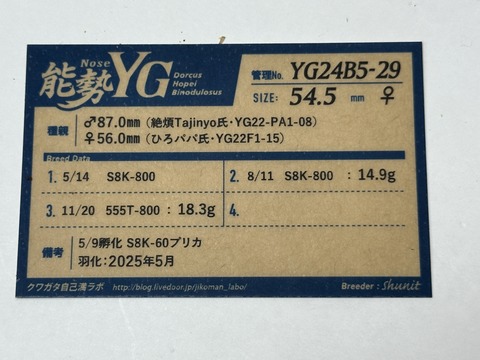 能勢YG
Nose
Dorcus
Hopei
Binodulosus
管理No. YG24B5-29
SIZE: 54.5 mm ♀
種親
♂87.0mm（絶煩Tajinyo氏・YG22-PA1-08）
♀56.0mm（ひろパパ氏・YG22F1-15）
Breed Data
1. 5/14 S8K-800
2. 8/11 S8K-800 : 14.9g
3. 11/20 555T-800 : 18.3g
4.
備考
5/9孵化 S8K-60プリカ
羽化：2025年5月
クワガタ自己満ラボ http://blog.livedoor.jp/jikoman_labo/
Breeder : Shunit